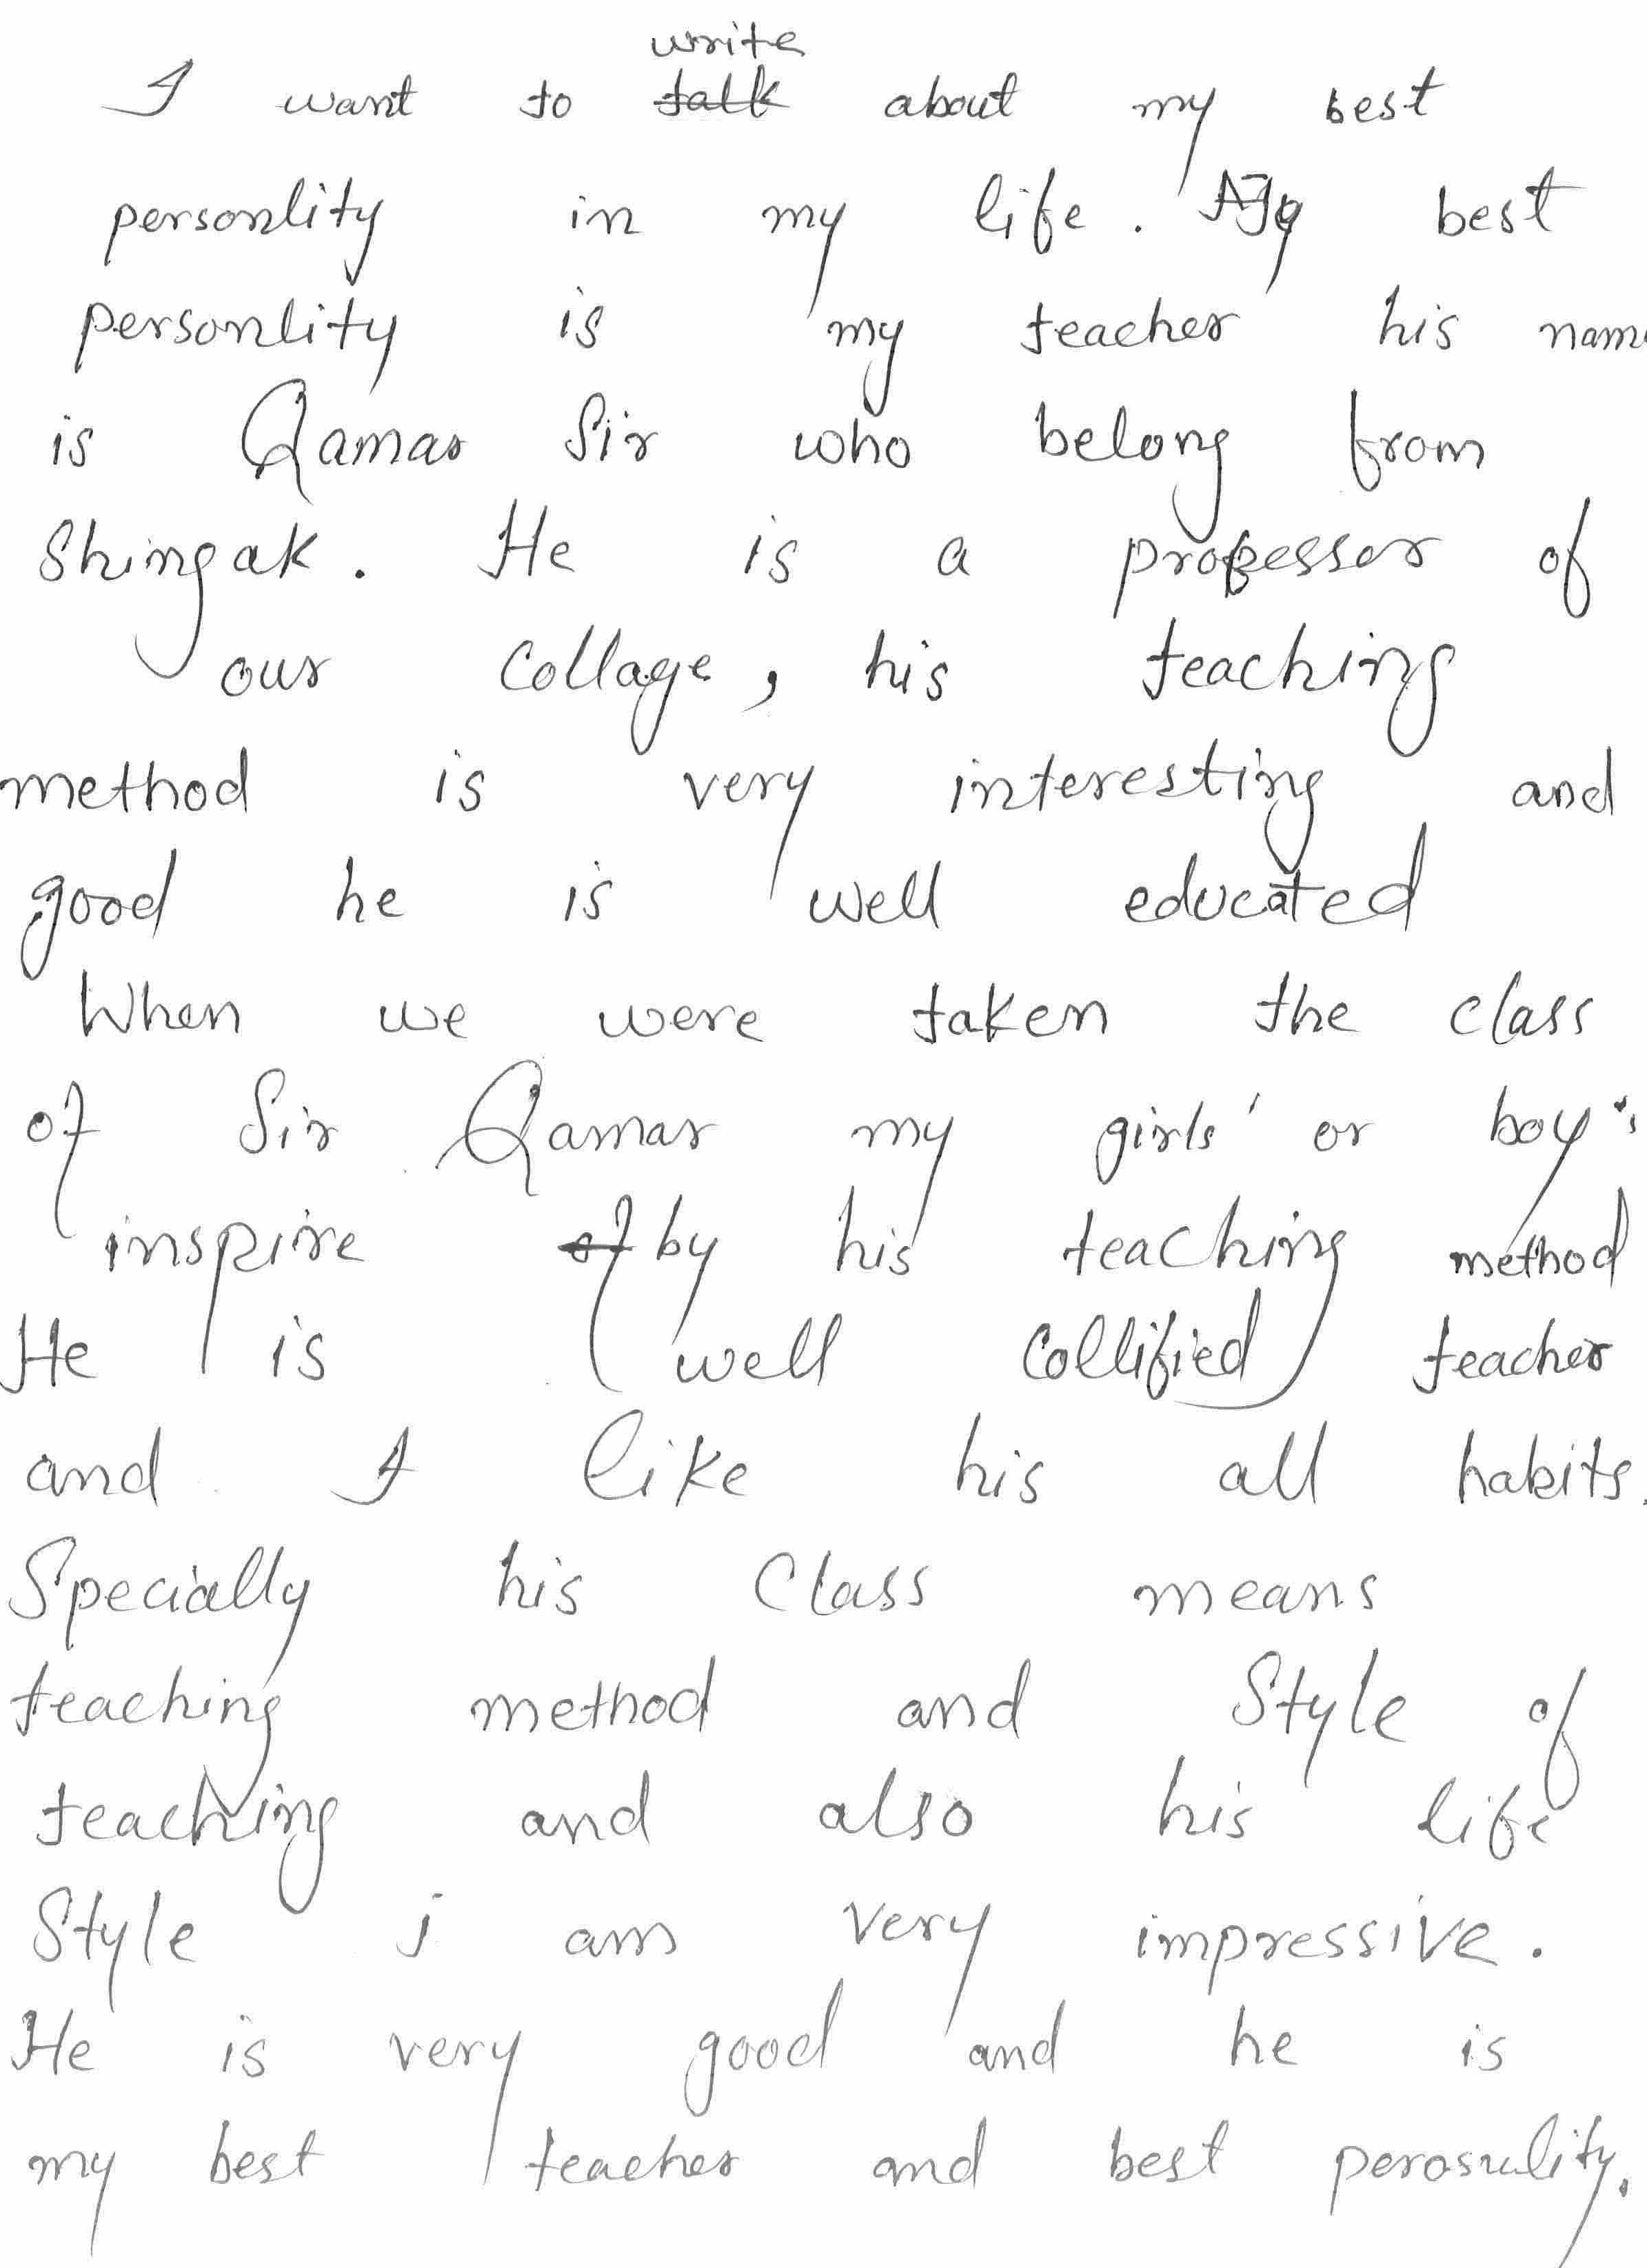 I want to write about my best
personlity in my life. My best
personlity is my teacher his name
is Qamar Sir who belong from
Shingak. He is a professor of
our Collage, his teaching
method is very interesting and
good he is well educated
When we were taken the class
of Sir Qamar my girls' or boy's
inspire by his teaching method
He is well Collified teacher
and I like his all habits.
Specially his Class means
teaching method and Style of
teaching and also his life
Style i am very impressive.
He is very good and he is
my best teacher and best perosnulity.